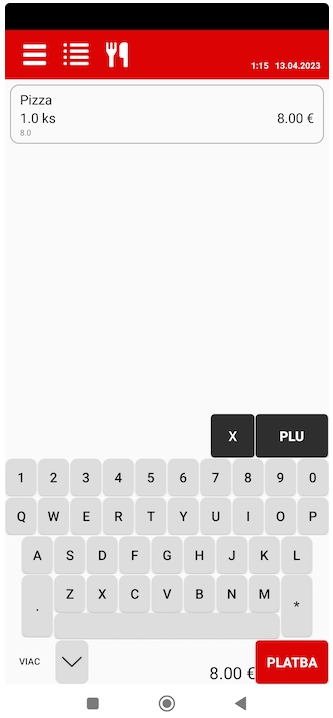 1:15 13.04.2023
Pizza
1.0 ks 8.00 €
8.0
X PLU
1 2 3 4 5 6 7 8 9 0
Q W E R T Y U I O P
A S D F G H J K L
. Z X C V B N M *
VIAC 8.00 € PLATBA